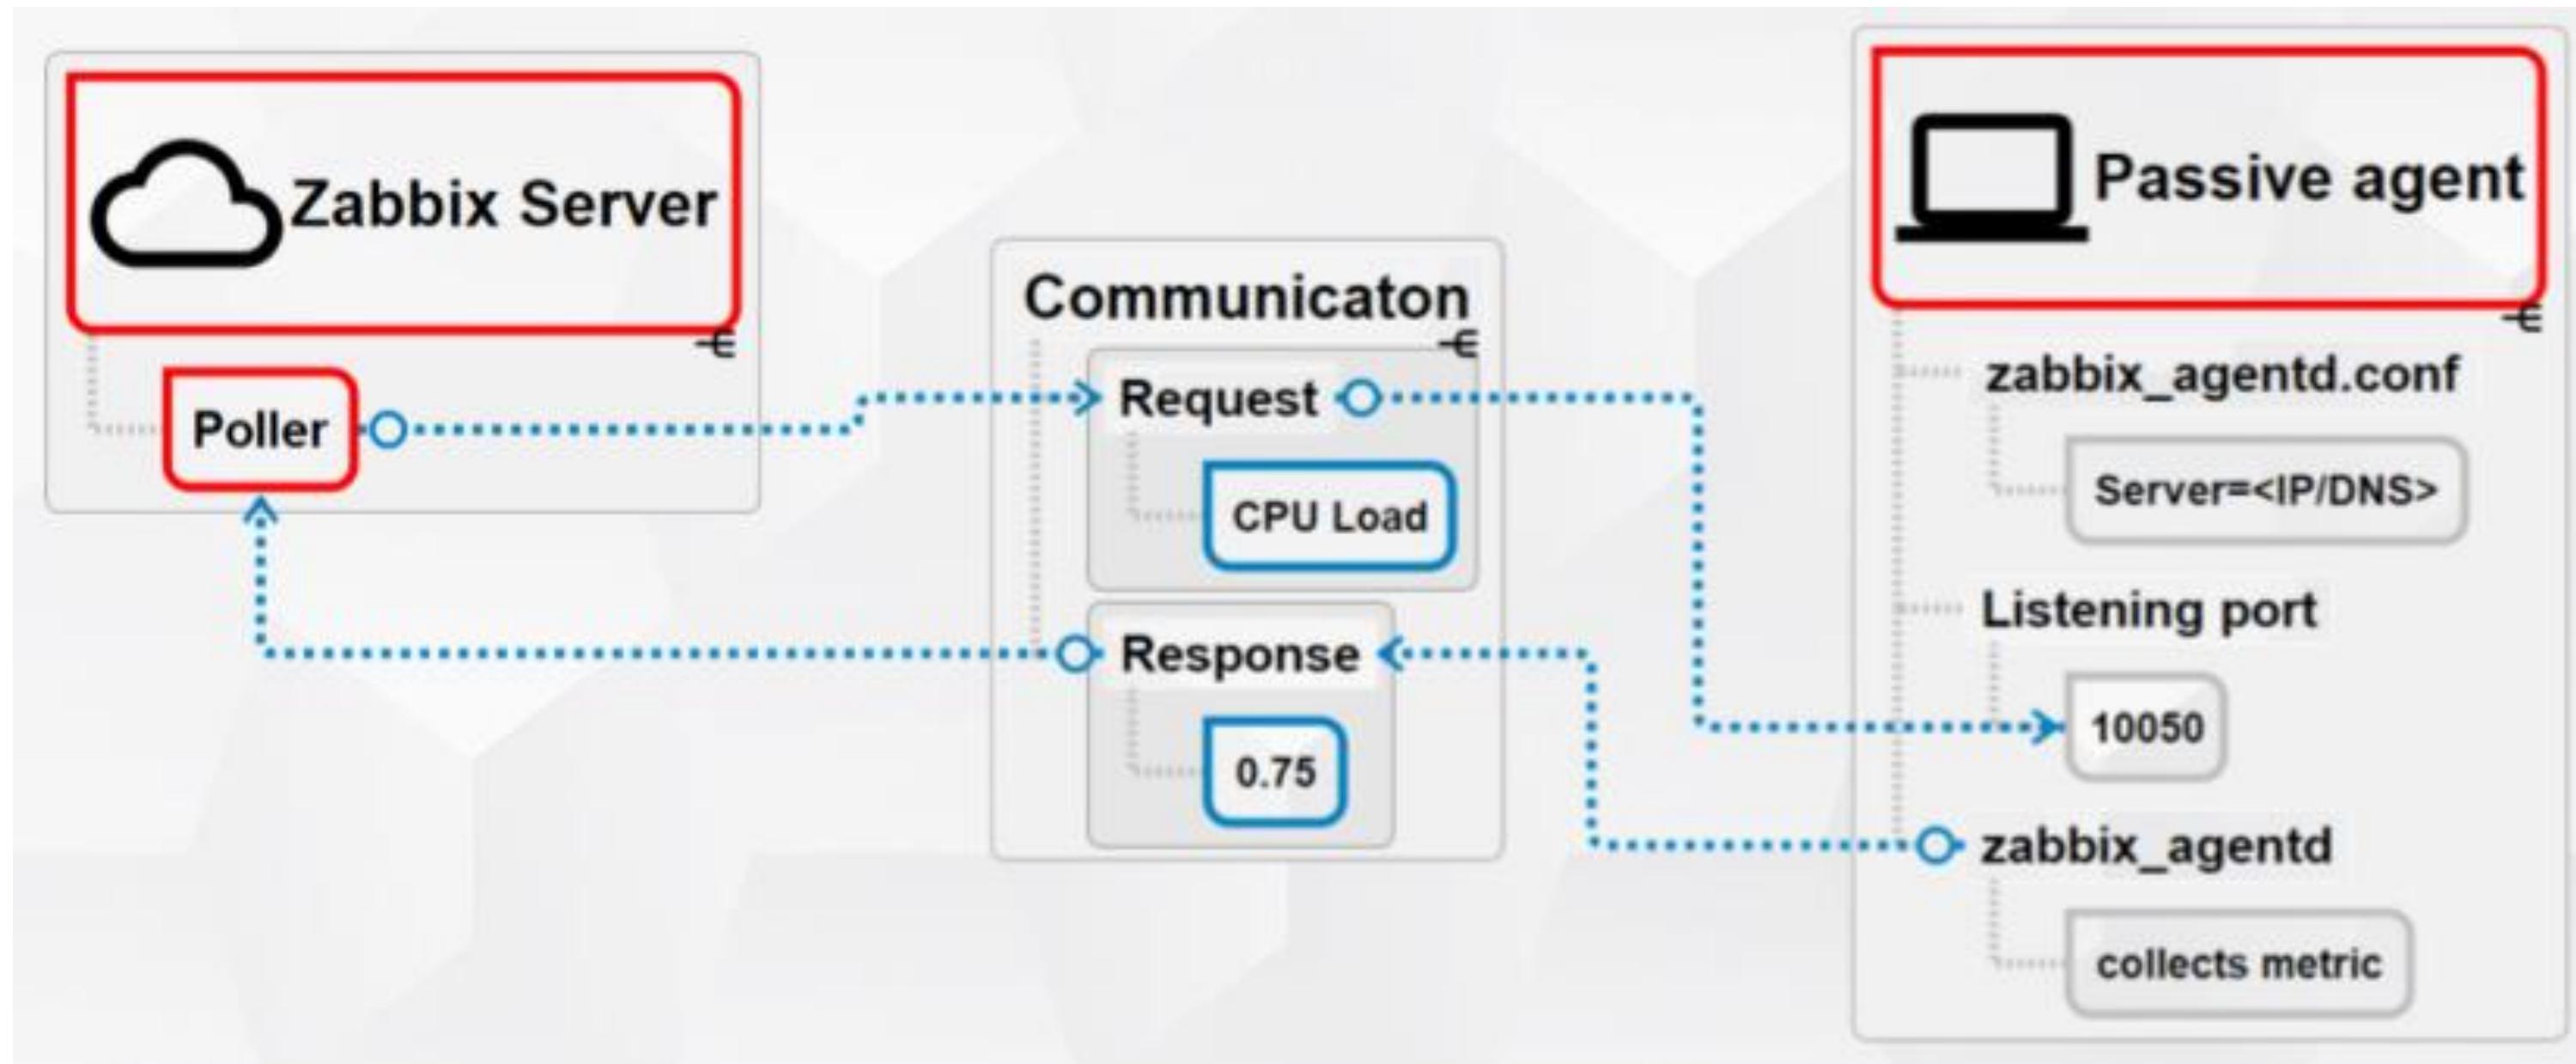 Zabbix Server
Poller
Communicaton
Request
CPU Load
Response
0.75
Passive agent
zabbix_agentd.conf
Server=<IP/DNS>
Listening port
10050
zabbix_agentd
collects metric